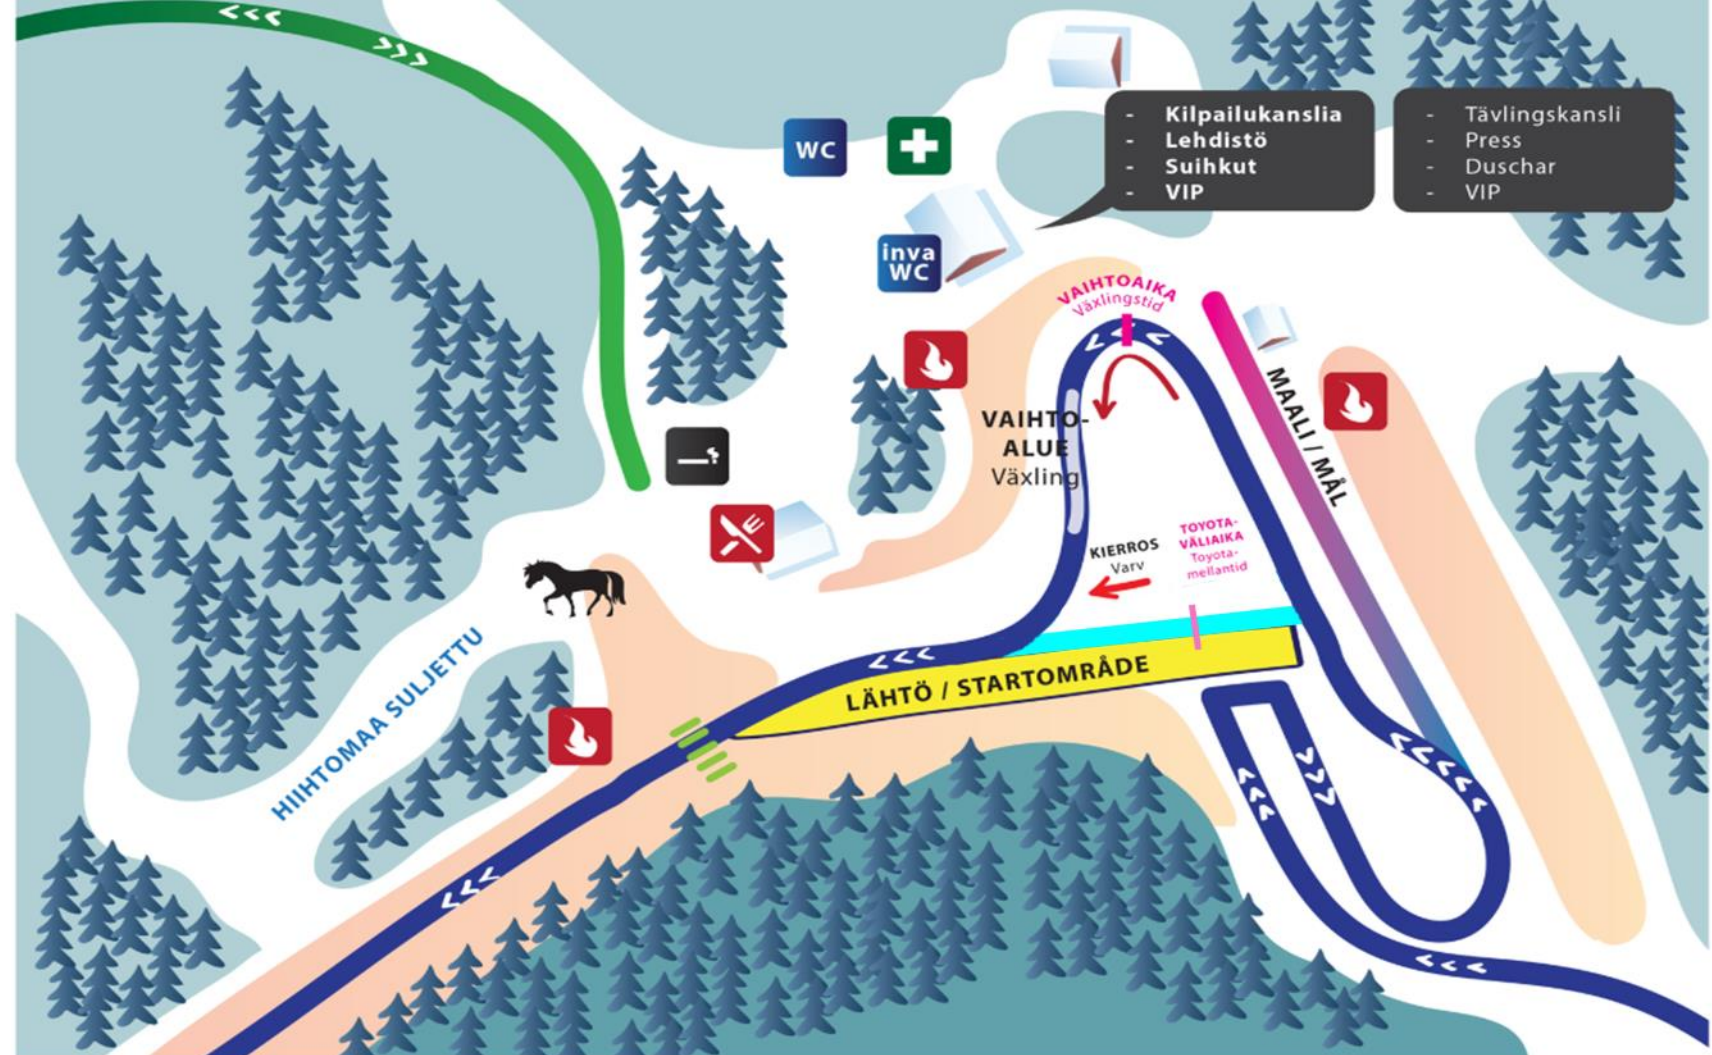 WC
- Kilpailukanslia
- Lehdistö
- Suihkut
- VIP
- Tävlingskansli
- Press
- Duschar
- VIP
inva
WC
VAIHTOAIKA
Växlingstid
VAIHTO-
ALUE
Växling
MAALI / MÅL
KIERROS
Varv
TOYOTA-
VÄLIAIKA
Toyota-
mellantid
LÄHTÖ / STARTOMRÅDE
HIIHTOMAA SULJETTU